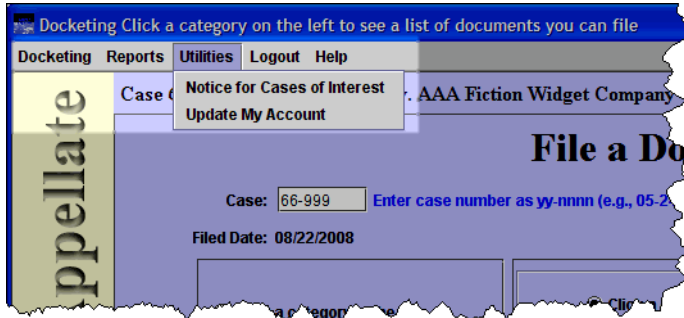 Docketing Click a category on the left to see a list of documents you can file
Docketing Reports Utilities Logout Help
Notice for Cases of Interest
Update My Account
Case . AAA Fiction Widget Company
ppellate
File a Do
Case: 66-999 Enter case number as yy-nnnn (e.g., 05-2
Filed Date: 08/22/2008
a category